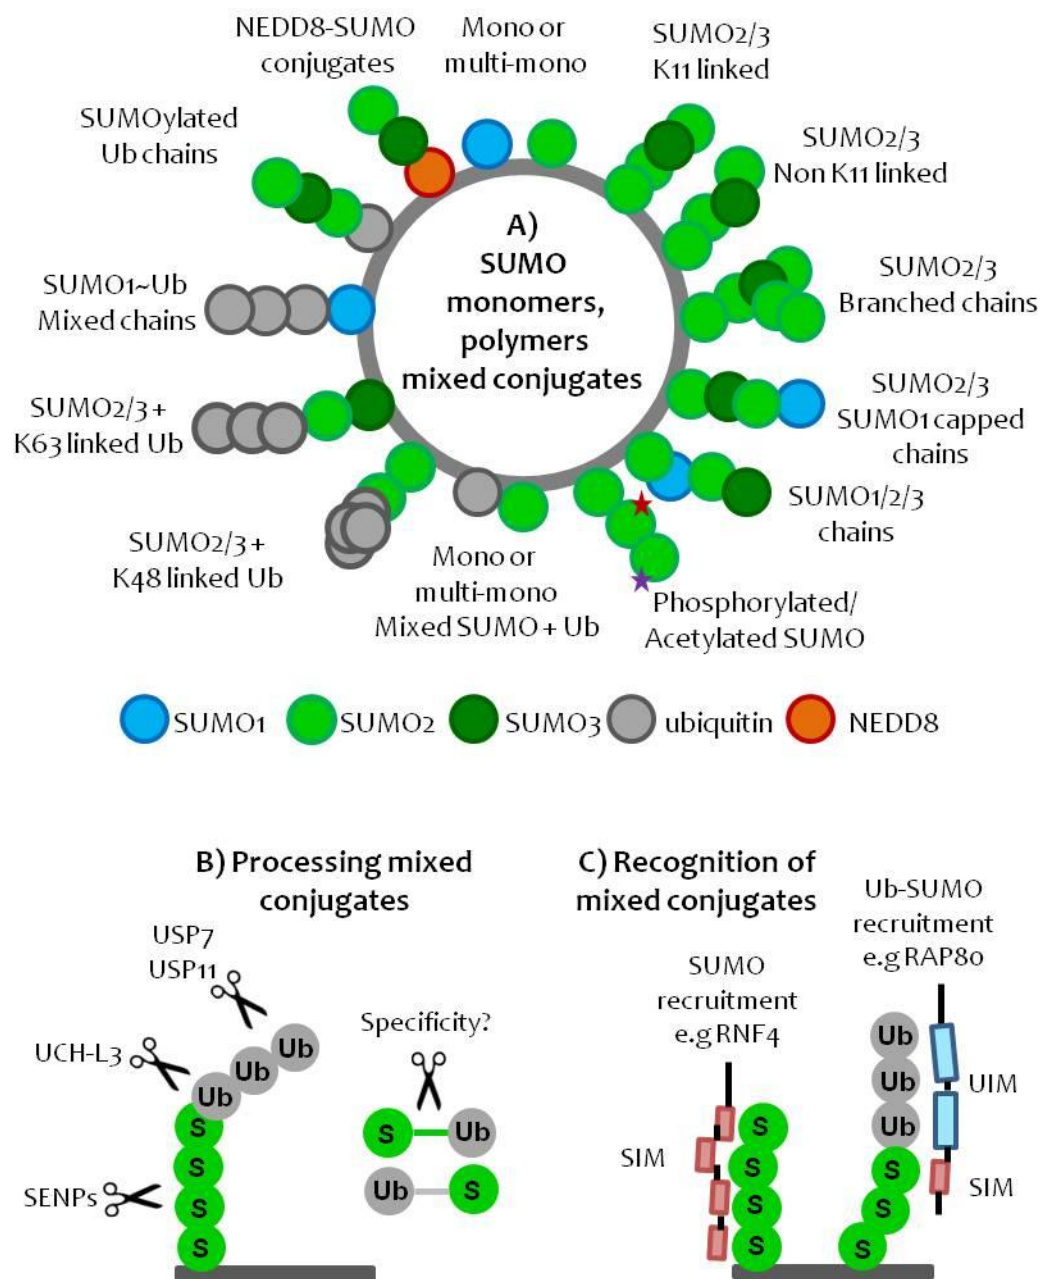 NEDD8-SUMO
conjugates
Mono or
multi-mono
SUMO2/3
K11 linked
SUMOylated
Ub chains
SUMO2/3
Non K11 linked
A)
SUMO
monomers,
polymers
mixed conjugates
SUMO1~Ub
Mixed chains
SUMO2/3
Branched chains
SUMO2/3 +
K63 linked Ub
SUMO2/3
SUMO1 capped
chains
SUMO2/3 +
K48 linked Ub
Mono or
multi-mono
Mixed SUMO + Ub
SUMO1/2/3
chains
Phosphorylated/
Acetylated SUMO
SUMO1
SUMO2
SUMO3
ubiquitin
NEDD8
B) Processing mixed
conjugates
USP7
USP11
UCH-L3
SENPs
Ub
Ub
Ub
S
S
S
S
Specificity?
S
Ub
Ub
S
C) Recognition of
mixed conjugates
SUMO
recruitment
e.g RNF4
SIM
S
S
S
S
Ub-SUMO
recruitment
e.g RAP80
Ub
Ub
Ub
S
S
S
UIM
SIM